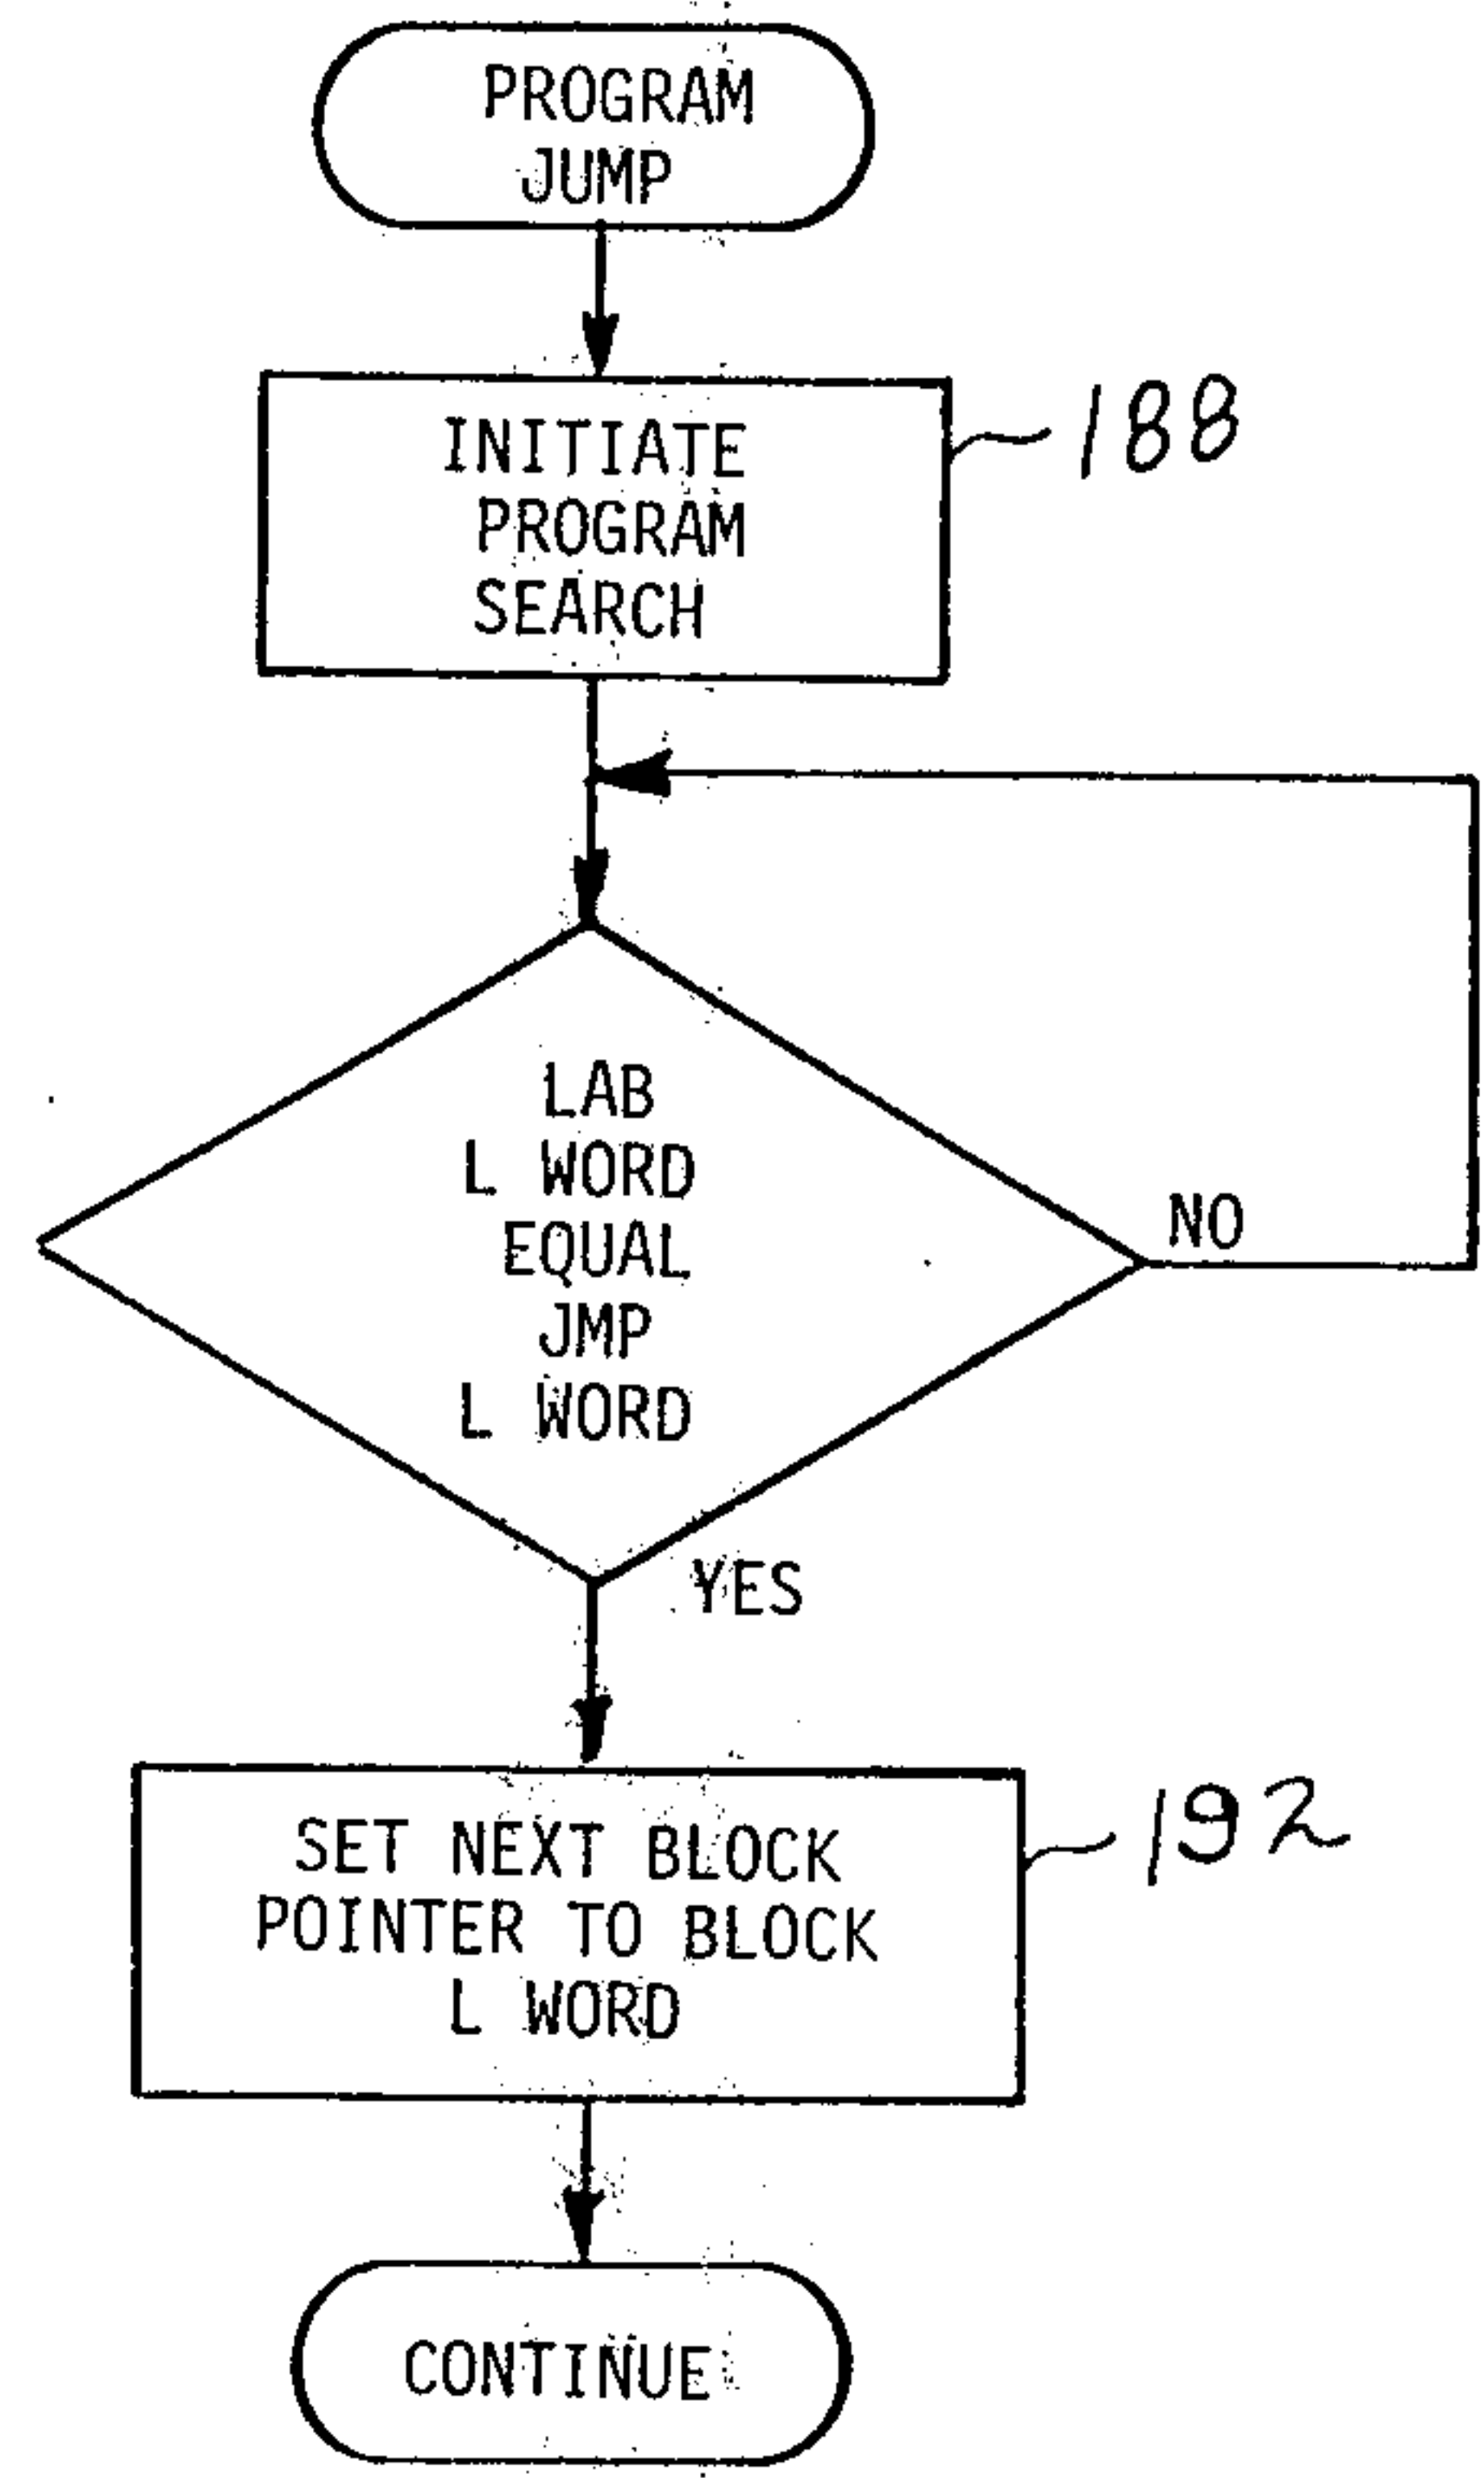 PROGRAM
JUMP
INITIATE
PROGRAM
SEARCH
188
LAB
L WORD
EQUAL
JMP
L WORD
NO
YES
SET NEXT BLOCK
POINTER TO BLOCK
L WORD
192
CONTINUE